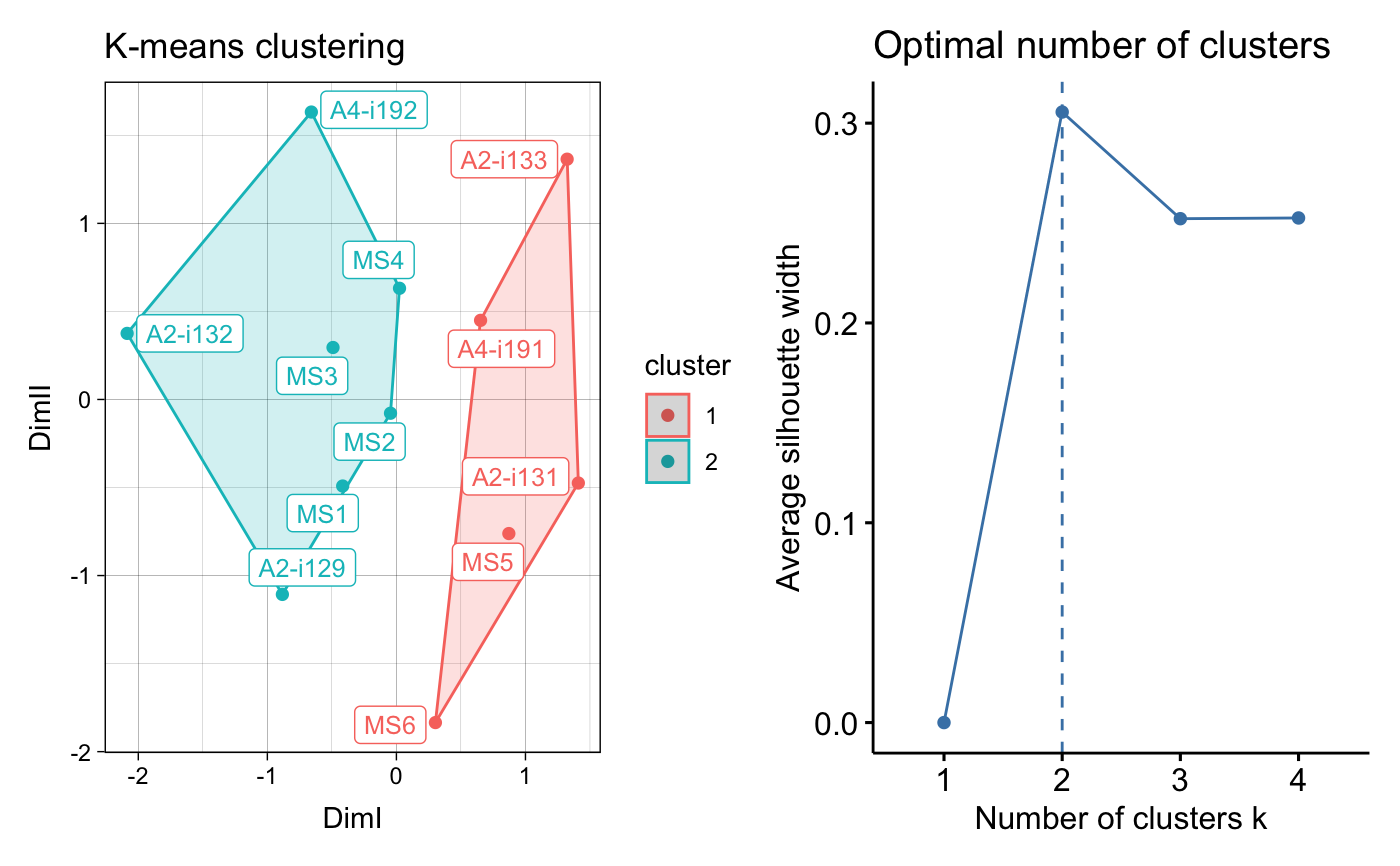 K-means clustering
A4-i192
A2-i133
MS4
A2-i132
A4-i191
MS3
MS2
A2-i131
MS1
MS5
A2-i129
MS6
1
0
-1
-2
-2 -1 0 1
DimI
DimII
cluster
1
2
Optimal number of clusters
0.3
0.2
0.1
0.0
Average silhouette width
1 2 3 4
Number of clusters k